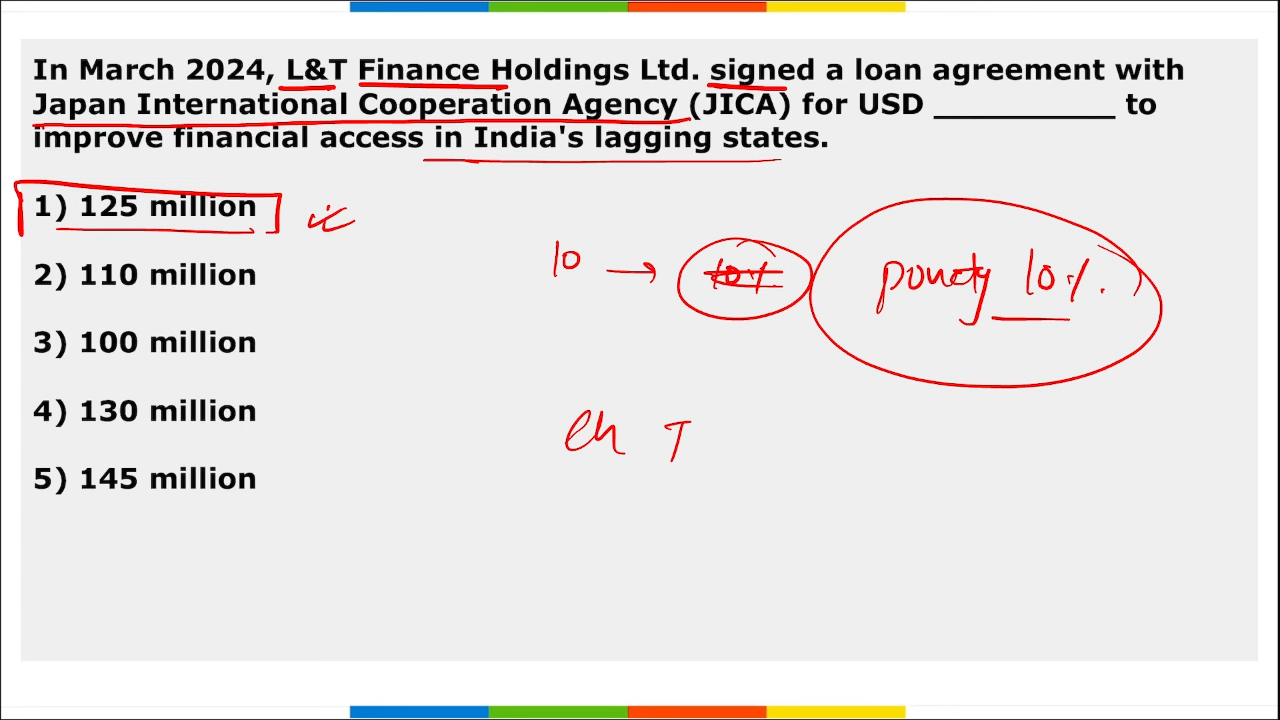 In March 2024, L&T Finance Holdings Ltd. signed a loan agreement with
Japan International Cooperation Agency (JICA) for USD ____________ to
improve financial access in India's lagging states.
1) 125 million
2) 110 million
10 → 10%
poverty 10%.
3) 100 million
4) 130 million
5) 145 million